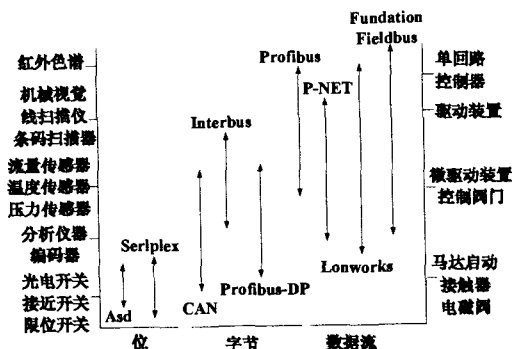 Fundation
Fieldbus
Profibus
P-NET
Interbus
Serlplex
Asd
CAN
Profibus-DP
Lonworks
红外色谱
机械视觉
线扫描仪
条码扫描器
流量传感器
温度传感器
压力传感器
分析仪器
编码器
光电开关
接近开关
限位开关
单回路
控制器
驱动装置
微驱动装置
控制阀门
马达启动
接触器
电磁阀
位
字节
数据流